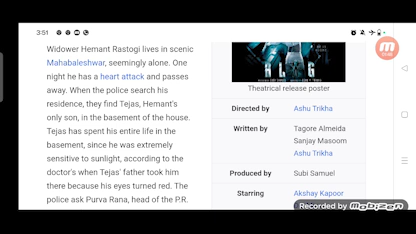 3:51
Widower Hemant Rastogi lives in scenic
Mahabaleshwar, seemingly alone. One
night he has a heart attack and passes
away. When the police search his
residence, they find Tejas, Hemant's
only son, in the basement of the house.
Tejas has spent his entire life in the
basement, since he was extremely
sensitive to sunlight, according to the
doctor's when Tejas' father took him
there because his eyes turned red. The
police ask Purva Rana, head of the P.R.
Theatrical release poster
Directed by Ashu Trikha
Written by Tagore Almeida
Sanjay Masoom
Ashu Trikha
Produced by Subi Samuel
Starring Akshay Kapoor
Recorded by Mobizen